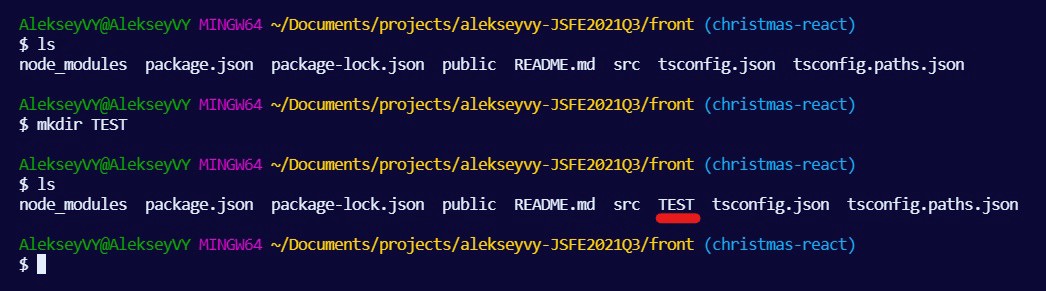 AlekseyVY@AlekseyVY MINGW64 ~/Documents/projects/alekseyvy-JSFE2021Q3/front (christmas-react)
$ ls
node_modules  package.json  package-lock.json  public  README.md  src  tsconfig.json  tsconfig.paths.json
AlekseyVY@AlekseyVY MINGW64 ~/Documents/projects/alekseyvy-JSFE2021Q3/front (christmas-react)
$ mkdir TEST
AlekseyVY@AlekseyVY MINGW64 ~/Documents/projects/alekseyvy-JSFE2021Q3/front (christmas-react)
$ ls
node_modules  package.json  package-lock.json  public  README.md  src  TEST  tsconfig.json  tsconfig.paths.json
AlekseyVY@AlekseyVY MINGW64 ~/Documents/projects/alekseyvy-JSFE2021Q3/front (christmas-react)
$